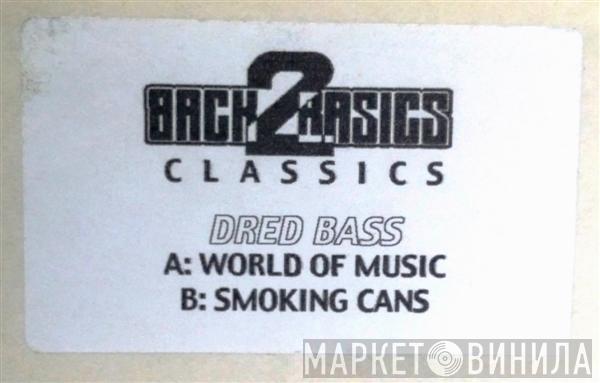 BACK 2 BASICS
CLASSICS
DRED BASS
A: WORLD OF MUSIC
B: SMOKING CANS
МАРКЕТ ВИНИЛА